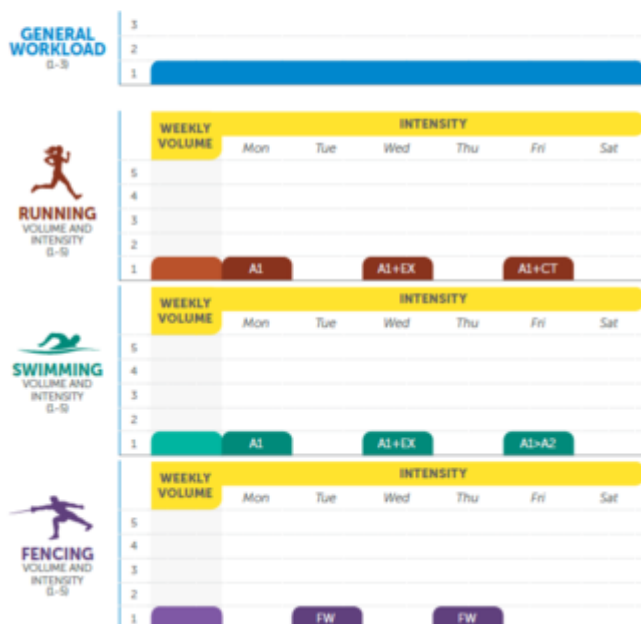 GENERAL
WORKLOAD
(1-3)
3
2
1
WEEKLY
VOLUME
INTENSITY
Mon Tue Wed Thu Fri Sat
RUNNING
VOLUME AND
INTENSITY
(1-5)
5
4
3
2
1
A1 A1+EX A1+CT
WEEKLY
VOLUME
INTENSITY
Mon Tue Wed Thu Fri Sat
SWIMMING
VOLUME AND
INTENSITY
(1-5)
5
4
3
2
1
A1 A1+EX A1>A2
WEEKLY
VOLUME
INTENSITY
Mon Tue Wed Thu Fri Sat
FENCING
VOLUME AND
INTENSITY
(1-5)
5
4
3
2
1
FW FW